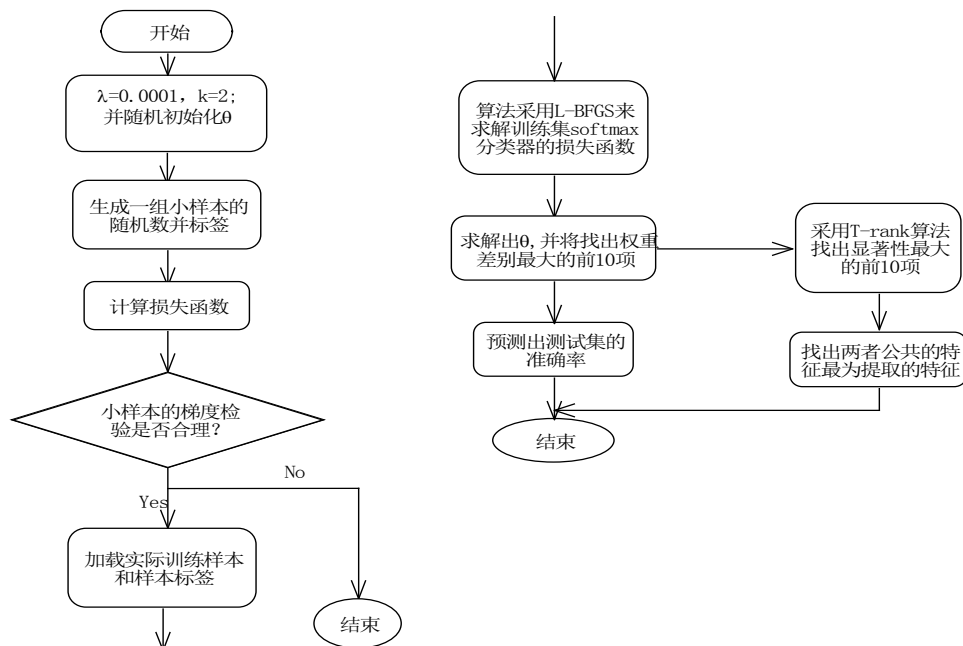 开始
λ=0.0001, k=2;
并随机初始化θ
生成一组小样本的
随机数并标签
计算损失函数
小样本的梯度检
验是否合理?
No
Yes
加载实际训练样本
和样本标签
结束
算法采用L-BFGS来
求解训练集softmax
分类器的损失函数
求解出θ,并将找出权重
差别最大的前10项
采用T-rank算法
找出显著性最大
的前10项
预测出测试集的
准确率
找出两者公共的特
征最为提取的特征
结束